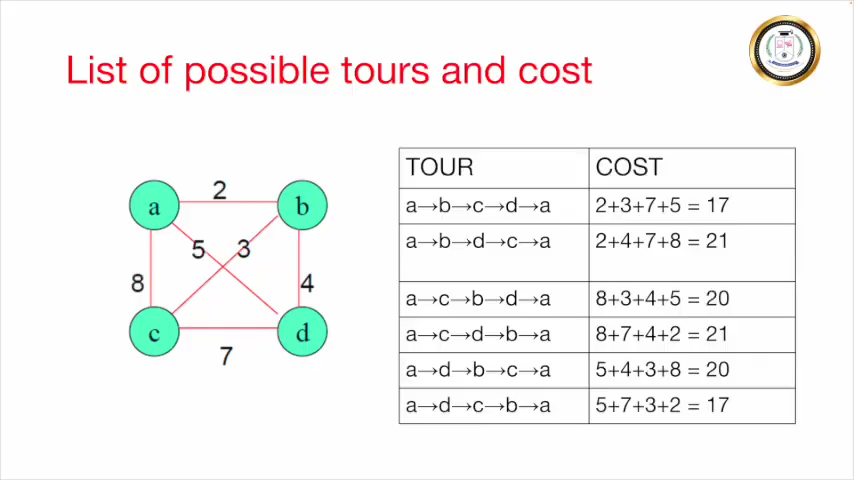 List of possible tours and cost
a
2
b
5
3
8
4
c
7
d
TOUR COST
a→b→c→d→a 2+3+7+5 = 17
a→b→d→c→a 2+4+7+8 = 21
a→c→b→d→a 8+3+4+5 = 20
a→c→d→b→a 8+7+4+2 = 21
a→d→b→c→a 5+4+3+8 = 20
a→d→c→b→a 5+7+3+2 = 17